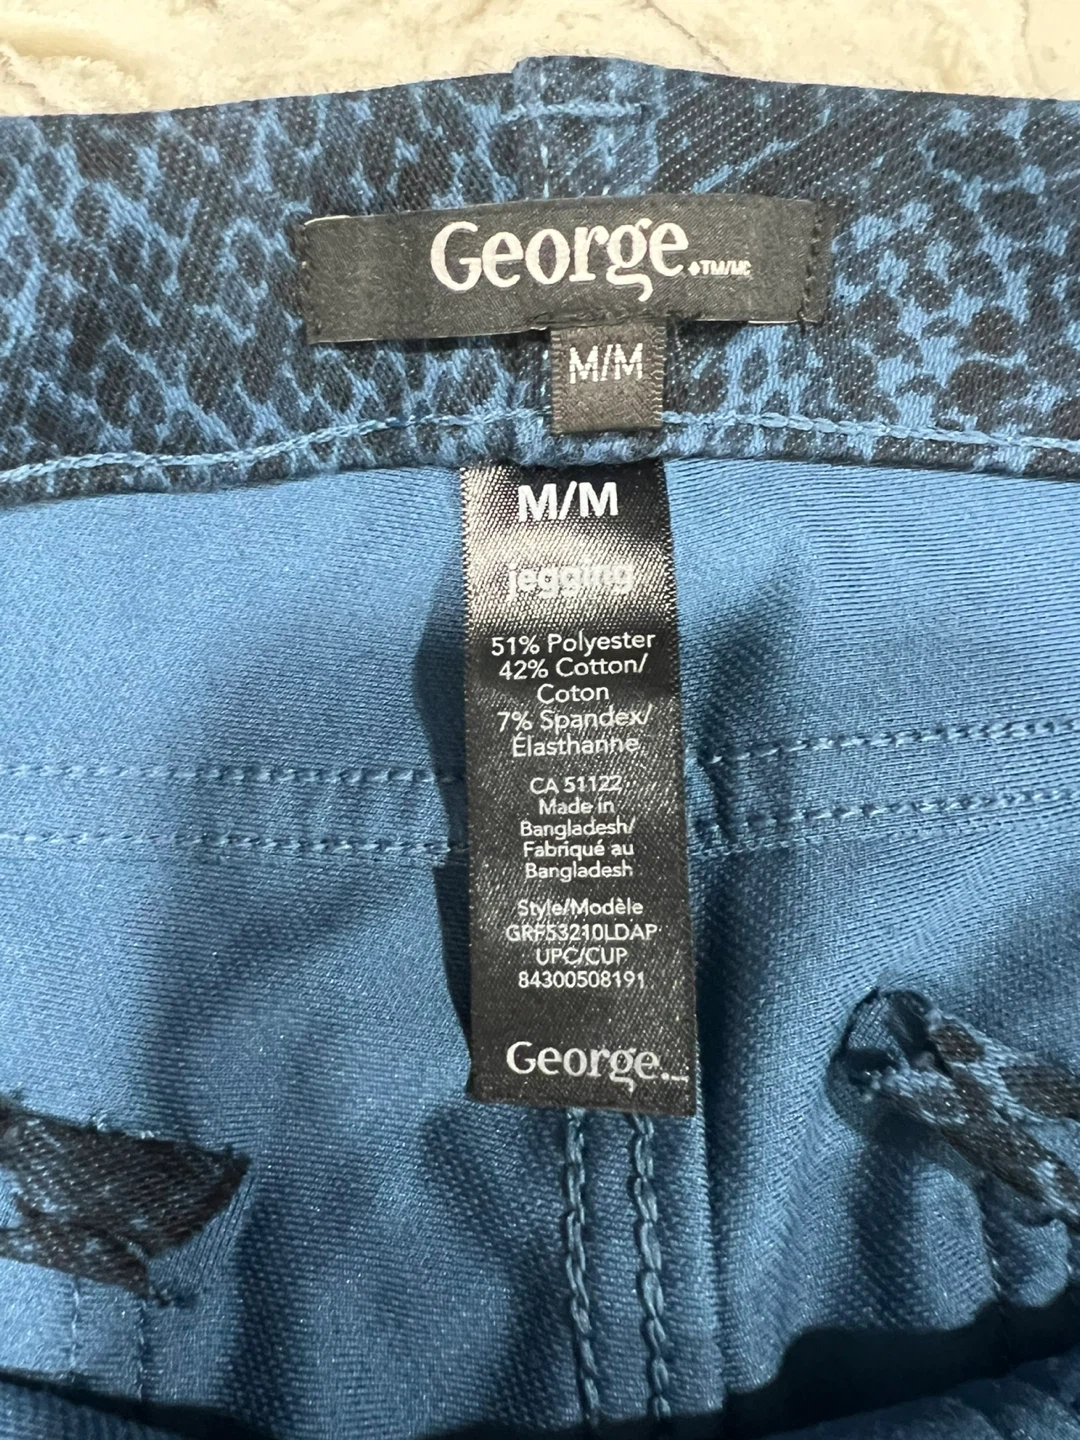 George.™/MC
M/M
M/M
jegging
51% Polyester
42% Cotton/
Coton
7% Spandex/
Élasthanne
CA 51122
Made in
Bangladesh/
Fabriqué au
Bangladesh
Style/Modèle
GRF53210LDAP
UPC/CUP
84300508191
George.